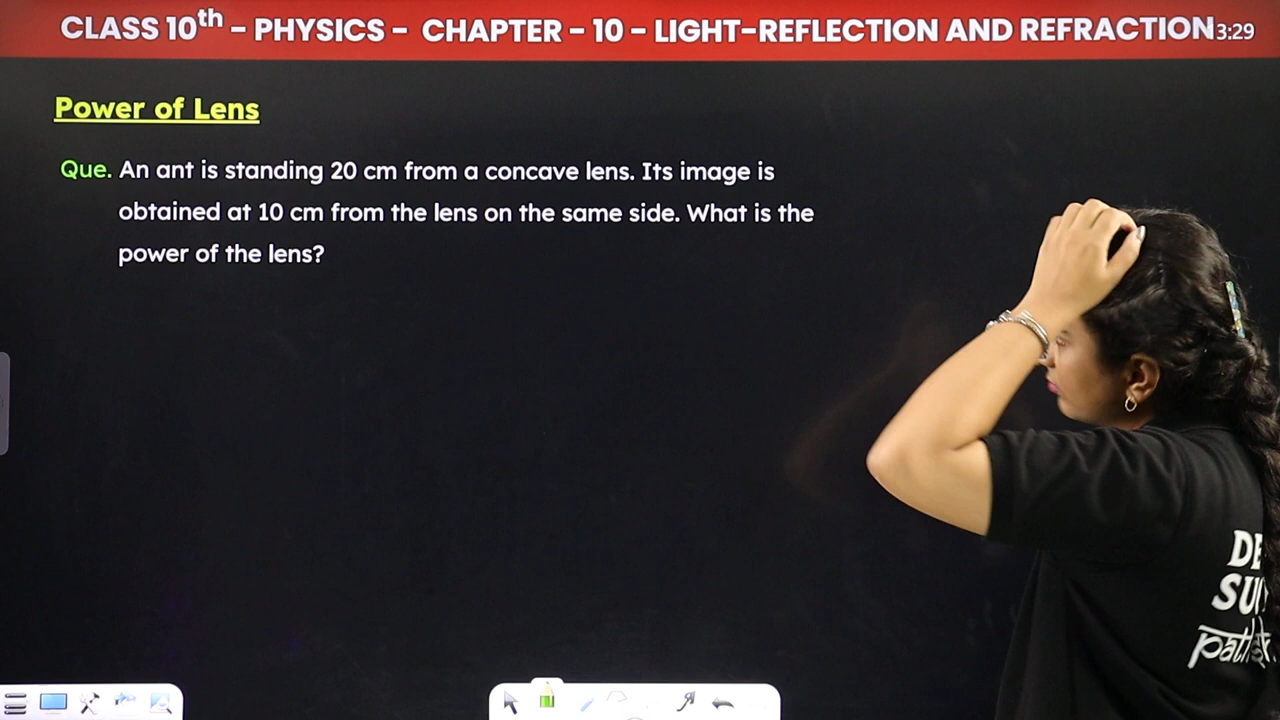 CLASS 10th – PHYSICS – CHAPTER – 10 – LIGHT-REFLECTION AND REFRACTION 3:29
Power of Lens
Que. An ant is standing 20 cm from a concave lens. Its image is
obtained at 10 cm from the lens on the same side. What is the
power of the lens?